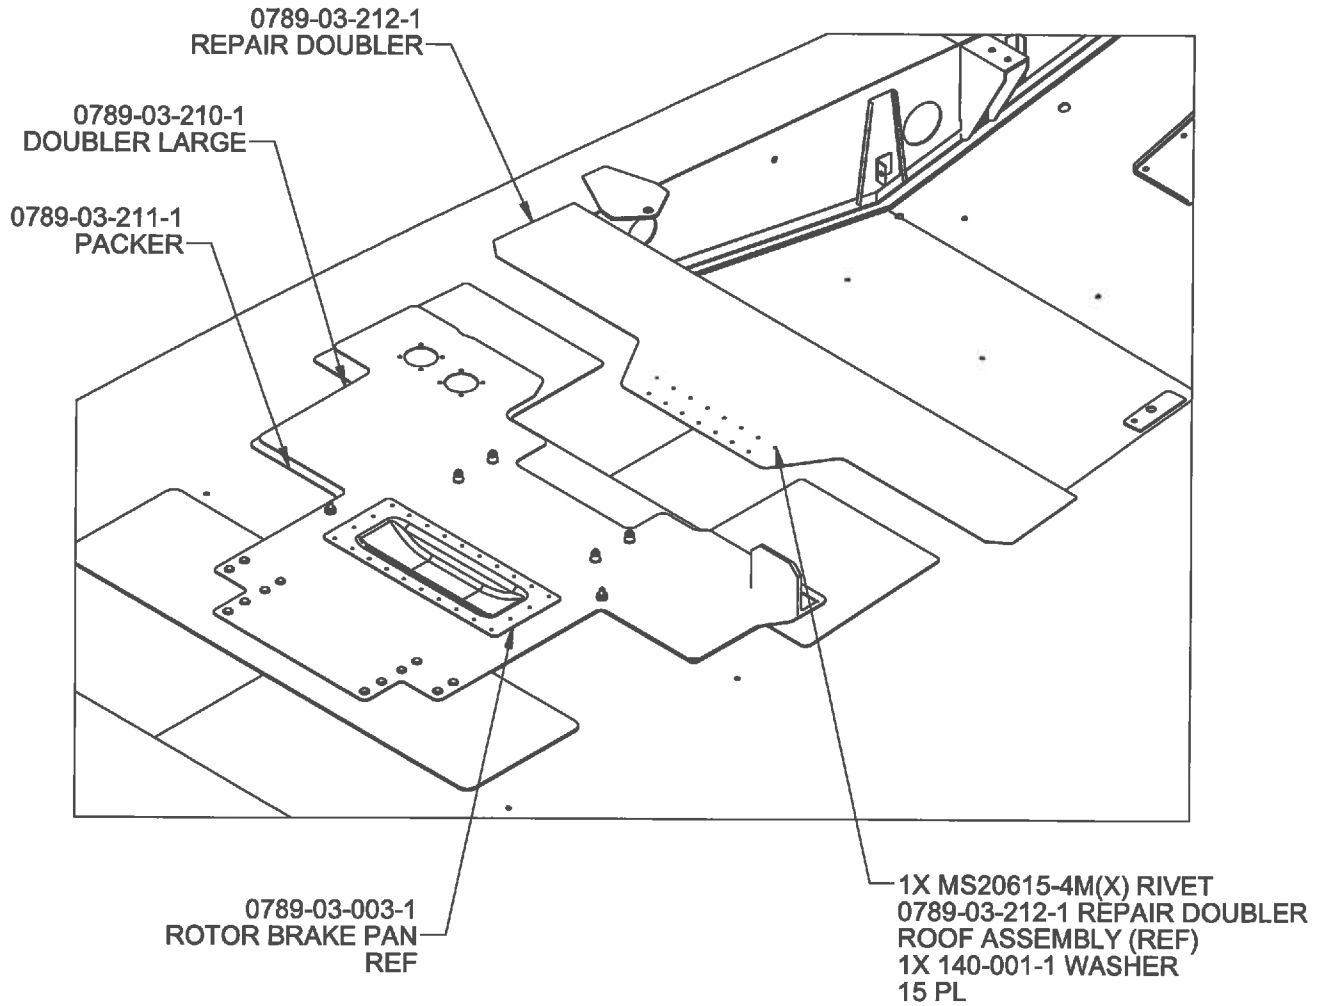 0789-03-212-1
REPAIR DOUBLER
0789-03-210-1
DOUBLER LARGE
0789-03-211-1
PACKER
0789-03-003-1
ROTOR BRAKE PAN
REF
1X MS20615-4M(X) RIVET
0789-03-212-1 REPAIR DOUBLER
ROOF ASSEMBLY (REF)
1X 140-001-1 WASHER
15 PL